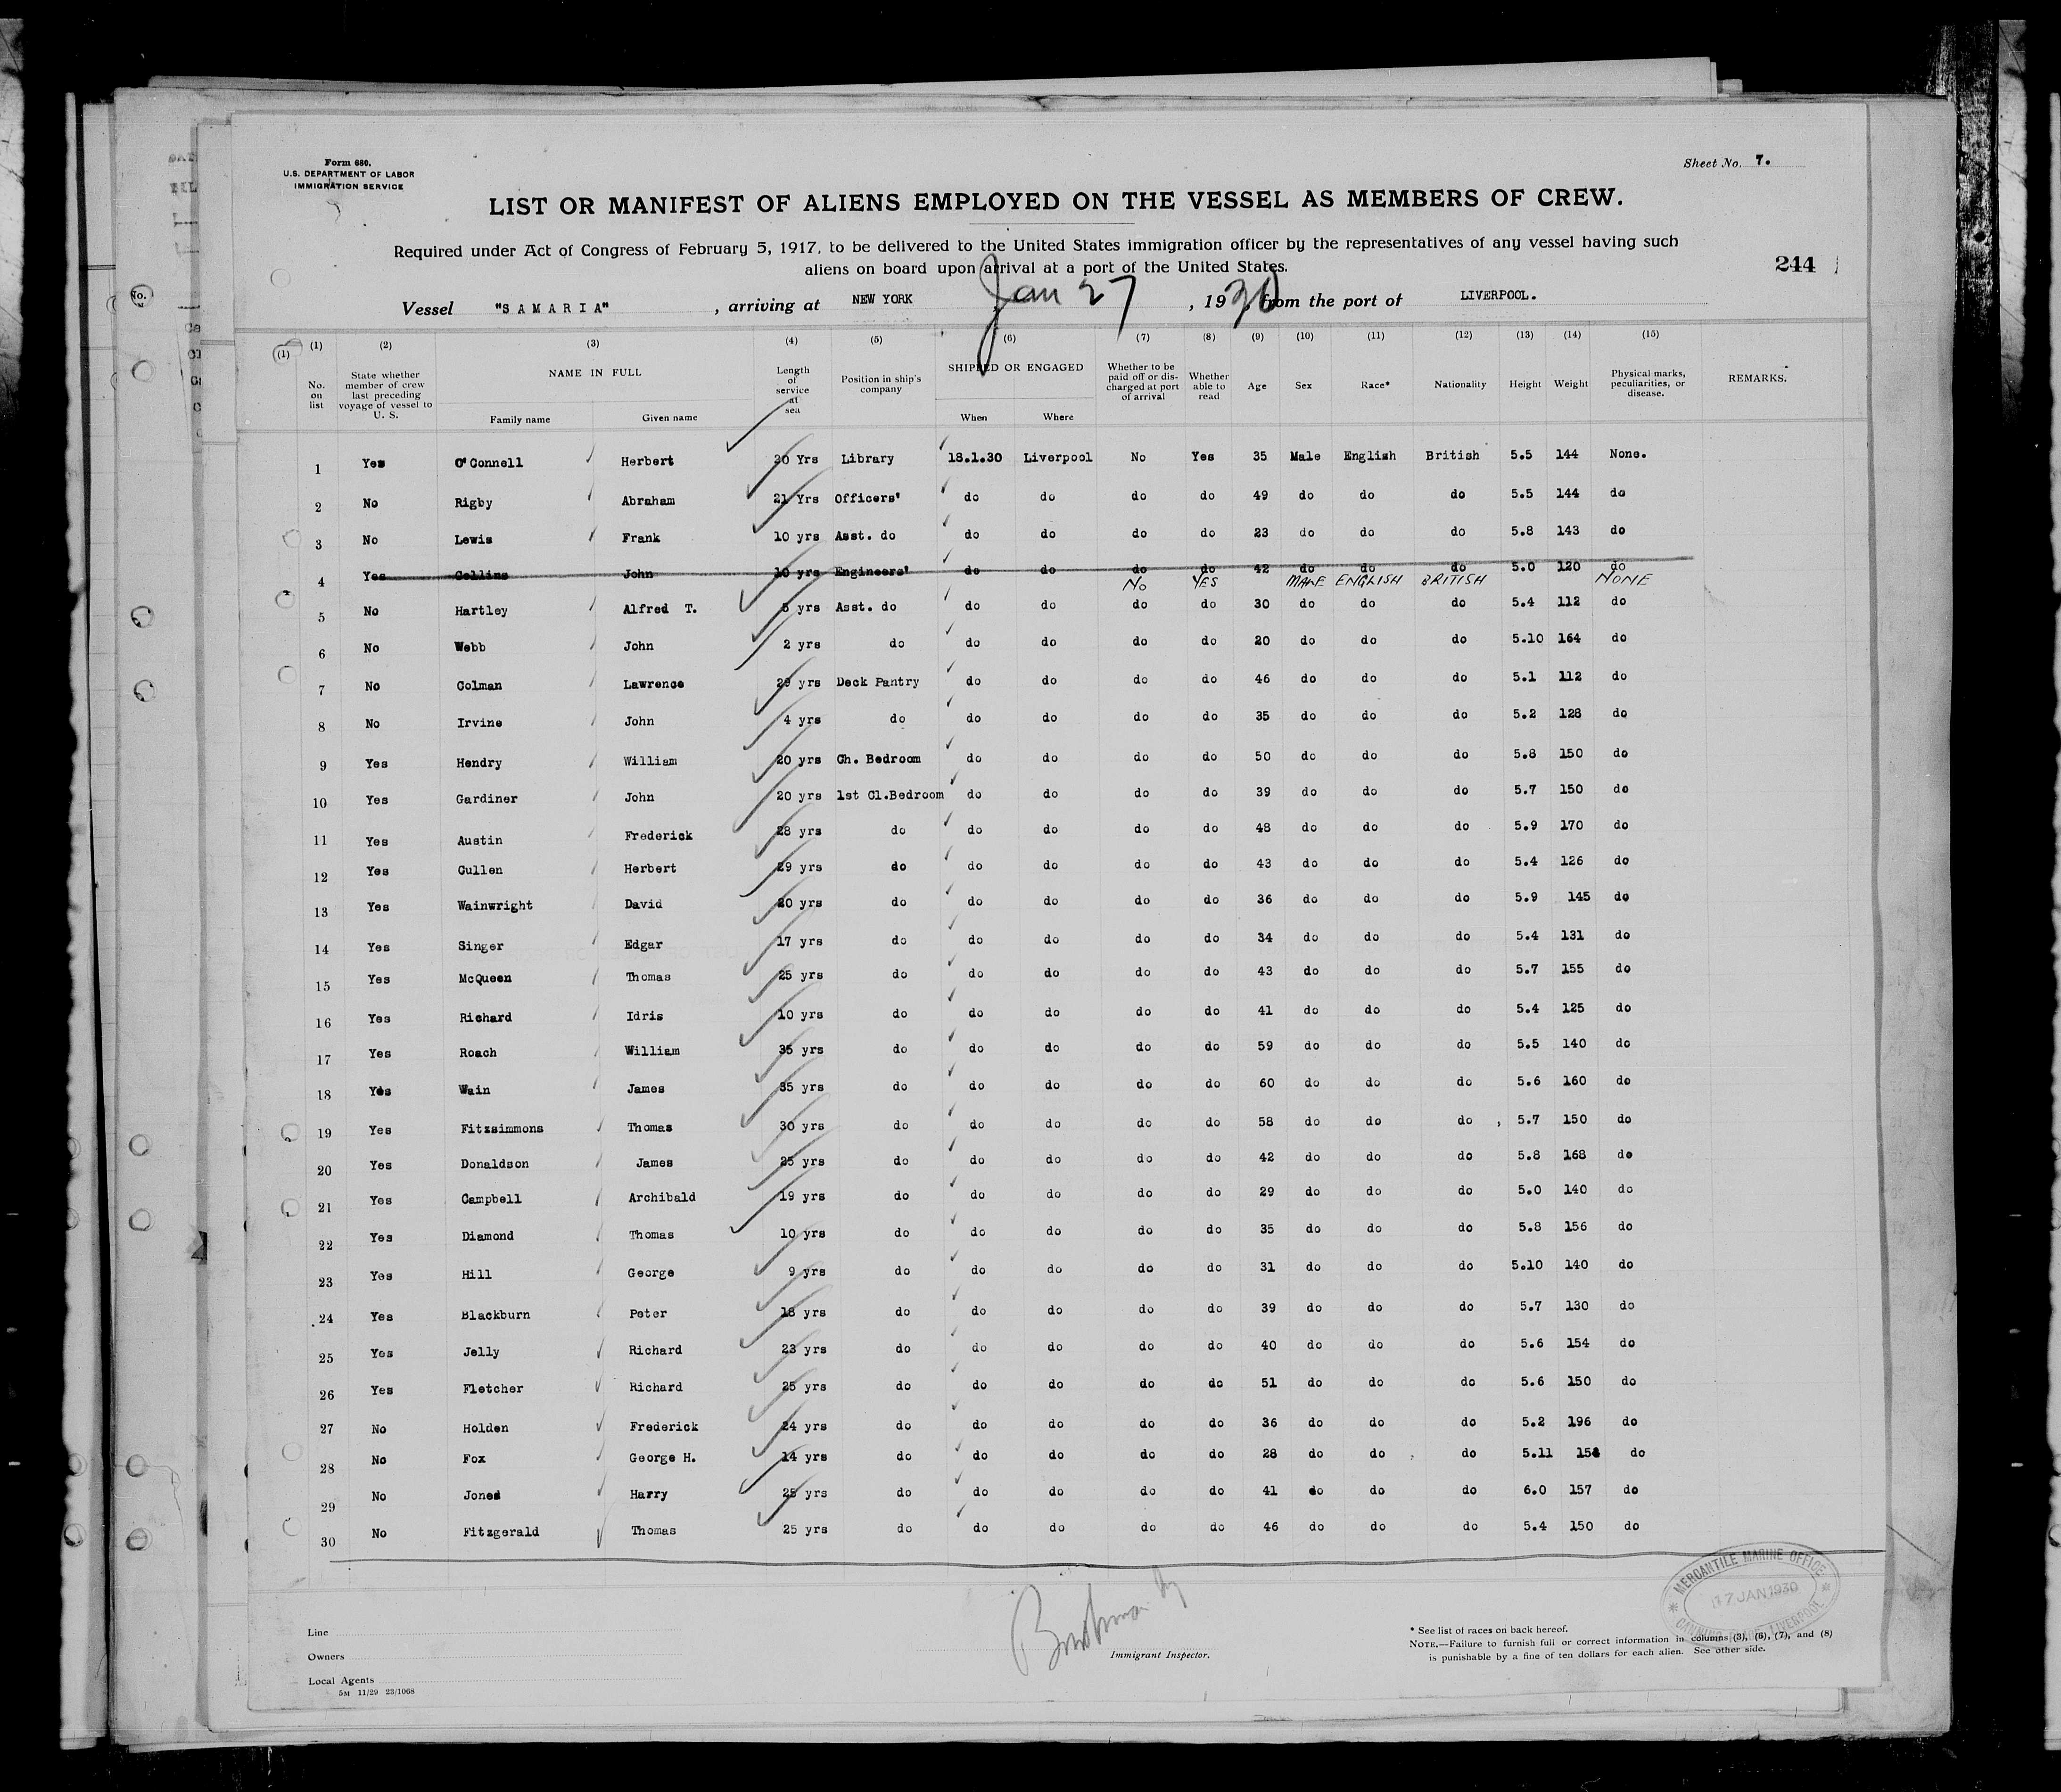 Form 680.
U.S. DEPARTMENT OF LABOR
IMMIGRATION SERVICE
Sheet No. 7.
LIST OR MANIFEST OF ALIENS EMPLOYED ON THE VESSEL AS MEMBERS OF CREW.
Required under Act of Congress of February 5, 1917, to be delivered to the United States immigration officer by the representatives of any vessel having such
aliens on board upon arrival at a port of the United States.
244
Vessel "SAMARIA", arriving at NEW YORK Jan 27, 1930 from the port of LIVERPOOL.
(1) (1) (2) (3) (4) (5) (6) (7) (8) (9) (10) (11) (12) (13) (14) (15)
No. on list State whether member of crew last preceding voyage of vessel to U. S. NAME IN FULL Family name Given name Length of service at sea Position in ship's company SHIPPED OR ENGAGED When Where Whether to be paid off or discharged at port of arrival Whether able to read Age Sex Race* Nationality Height Weight Physical marks, peculiarities, or disease. REMARKS.
1 Yes O'Connell Herbert 20 Yrs Library 18.1.30 Liverpool No Yes 35 Male English British 5.5 144 None.
2 No Rigby Abraham 21 Yrs Officers' do do do do 49 do do do 5.5 144 do
3 No Lewis Frank 10 yrs Asst. do do do do do 23 do do do 5.8 143 do
4 Yes Collins John 10 yrs Engineers' do do do do 42 do do do 5.0 120 do
NO YES MALE ENGLISH BRITISH NONE
5 No Hartley Alfred T. 5 yrs Asst. do do do do do 30 do do do 5.4 112 do
6 No Webb John 2 yrs do do do do do 20 do do do 5.10 164 do
7 No Colman Lawrence 29 yrs Deck Pantry do do do do 46 do do do 5.1 112 do
8 No Irvine John 4 yrs do do do do do 35 do do do 5.2 128 do
9 Yes Hendry William 20 yrs Ch. Bedroom do do do do 50 do do do 5.8 150 do
10 Yes Gardiner John 20 yrs 1st Cl.Bedroom do do do do 39 do do do 5.7 150 do
11 Yes Austin Frederick 28 yrs do do do do do 48 do do do 5.9 170 do
12 Yes Cullen Herbert 29 yrs do do do do do 43 do do do 5.4 126 do
13 Yes Wainwright David 20 yrs do do do do do 36 do do do 5.9 145 do
14 Yes Singer Edgar 17 yrs do do do do do 34 do do do 5.4 131 do
15 Yes McQueen Thomas 25 yrs do do do do do 43 do do do 5.7 155 do
16 Yes Richard Idris 10 yrs do do do do do 41 do do do 5.4 125 do
17 Yes Roach William 35 yrs do do do do do 59 do do do 5.5 140 do
18 Yes Wain James 35 yrs do do do do do 60 do do do 5.6 160 do
19 Yes Fitzsimmons Thomas 30 yrs do do do do do 58 do do do 5.7 150 do
20 Yes Donaldson James 25 yrs do do do do do 42 do do do 5.8 168 do
21 Yes Campbell Archibald 19 yrs do do do do do 29 do do do 5.0 140 do
22 Yes Diamond Thomas 10 yrs do do do do do 35 do do do 5.8 156 do
23 Yes Hill George 9 yrs do do do do do 31 do do do 5.10 140 do
24 Yes Blackburn Peter 18 yrs do do do do do 39 do do do 5.7 130 do
25 Yes Jelly Richard 23 yrs do do do do do 40 do do do 5.6 154 do
26 Yes Fletcher Richard 25 yrs do do do do do 51 do do do 5.6 150 do
27 No Holden Frederick 24 yrs do do do do do 36 do do do 5.2 196 do
28 No Fox George H. 14 yrs do do do do do 28 do do do 5.11 do
29 No Jones Harry 25 yrs do do do do do 41 do do do 6.0 157 do
30 No Fitzgerald Thomas 25 yrs do do do do do 46 do do do 5.4 150 do
Line
Owners
Local Agents
5M 11/29 23/1068
Immigrant Inspector.
* See list of races on back hereof.
NOTE.—Failure to furnish full or correct information in columns (3), (6), (7), and (8)
is punishable by a fine of ten dollars for each alien. See other side.
MERCANTILE MARINE OFFICE
17 JAN 1930
LIVERPOOL